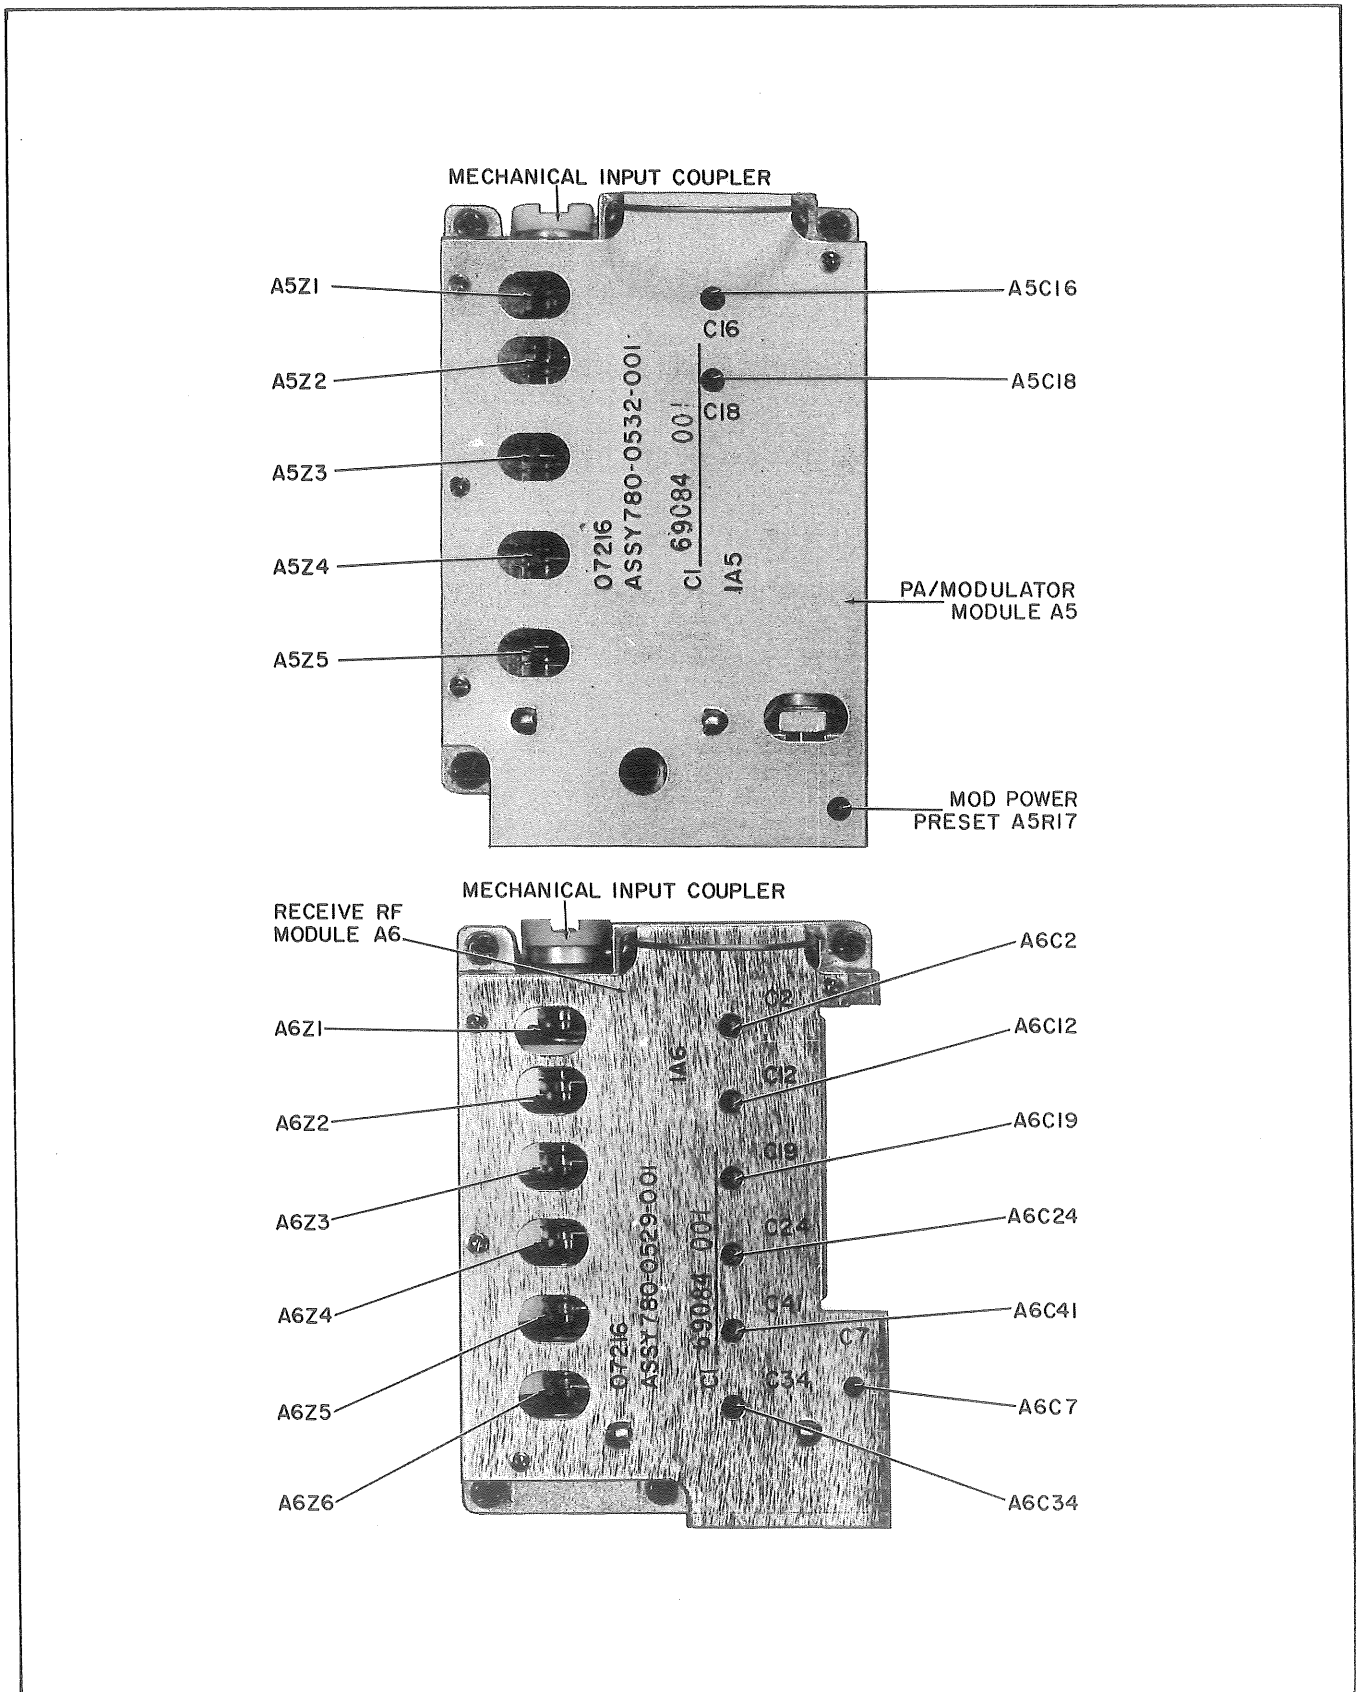 MECHANICAL INPUT COUPLER
A5Z1
A5Z2
A5Z3
A5Z4
A5Z5
A5C16
C16
A5C18
C18
07216
ASSY780-0532-001
CI 69084 001
1A5
PA/MODULATOR
MODULE A5
MOD POWER
PRESET A5R17
MECHANICAL INPUT COUPLER
RECEIVE RF
MODULE A6
A6Z1
A6Z2
A6Z3
A6Z4
A6Z5
A6Z6
C2
1A6
C12
C19
C24
C41
C7
C34
07216
ASSY780-0529-001
CI 69084 001
A6C2
A6C12
A6C19
A6C24
A6C41
A6C7
A6C34